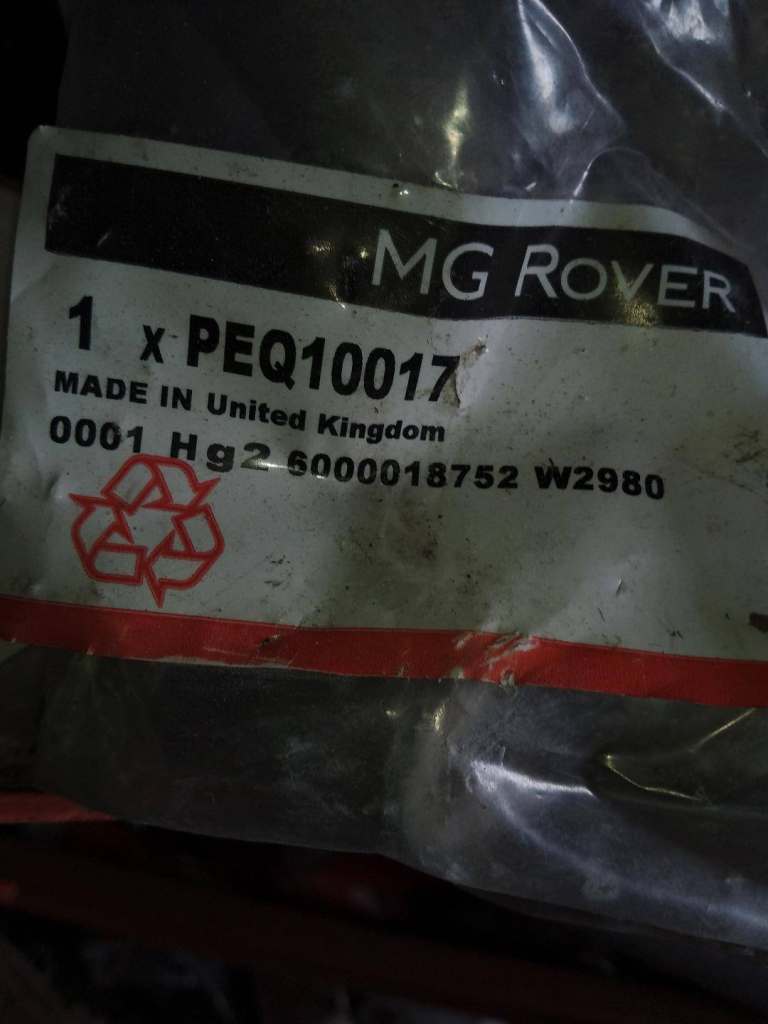 MG ROVER
1 x PEQ10017
MADE IN United Kingdom
0001 Hg2 6000018752 W2980